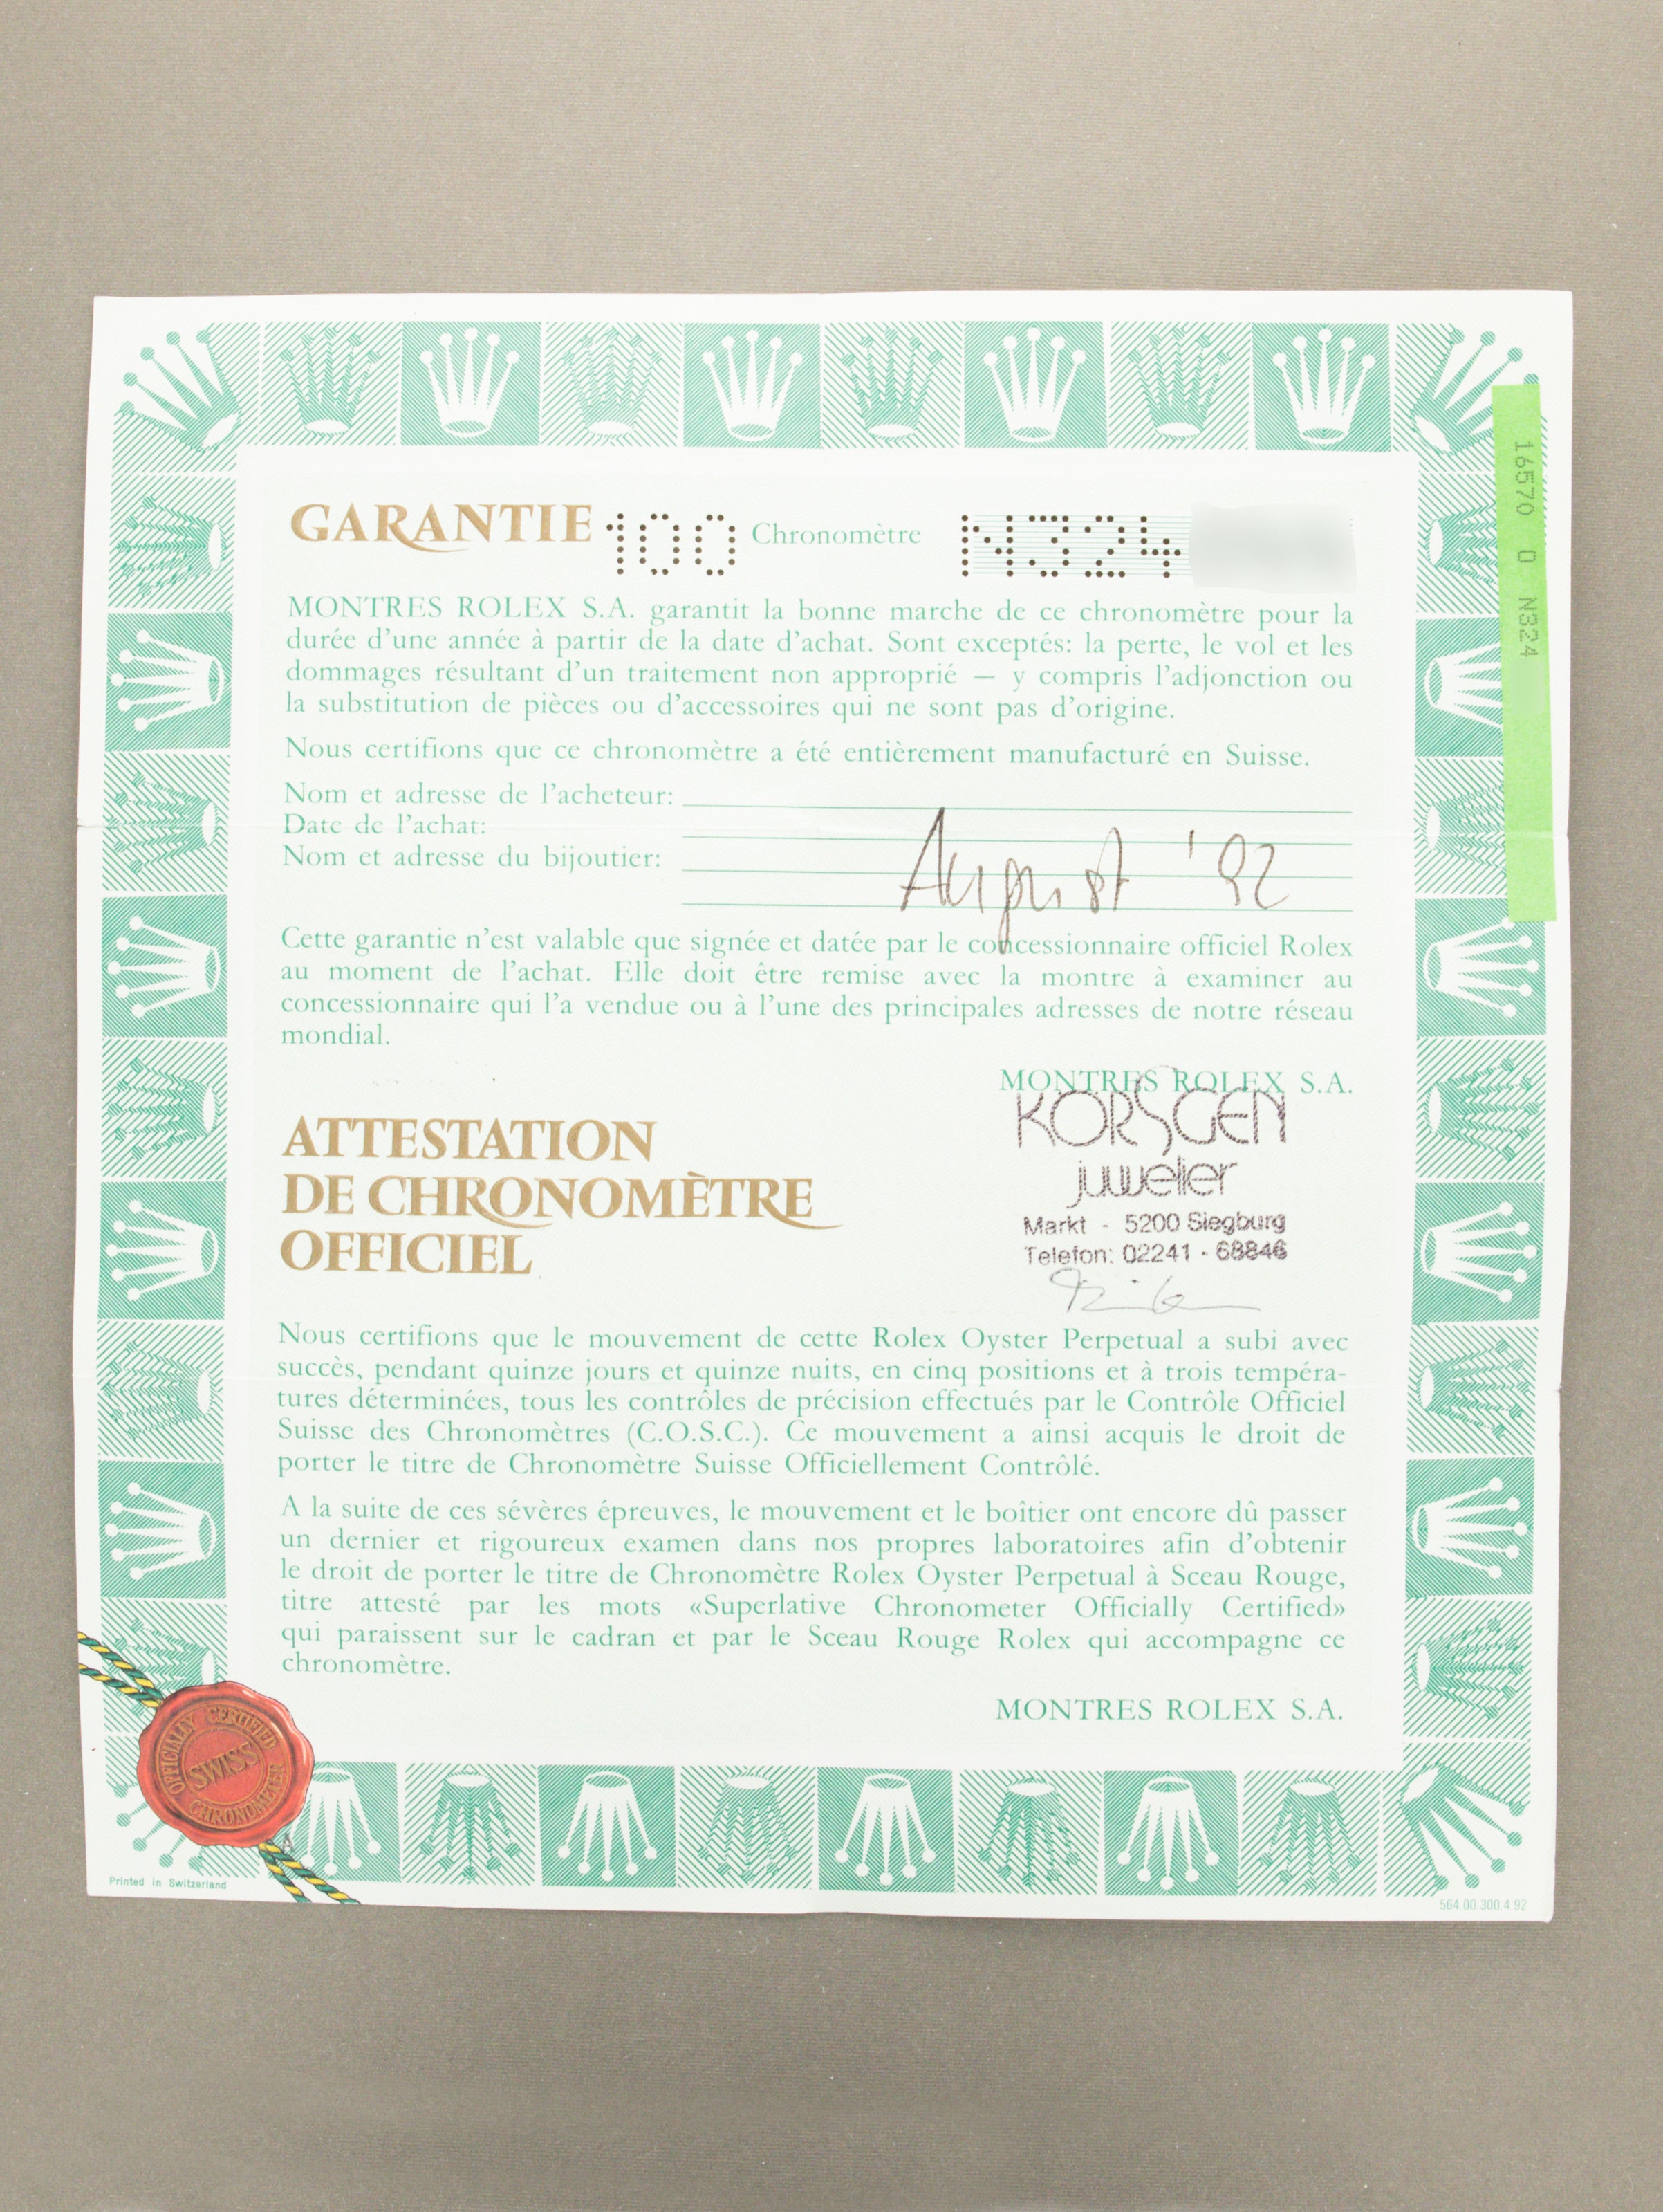 GARANTIE 100 Chronomètre N324
MONTRES ROLEX S.A. garantit la bonne marche de ce chronomètre pour la
durée d'une année à partir de la date d'achat. Sont exceptés: la perte, le vol et les
dommages résultant d'un traitement non approprié — y compris l'adjonction ou
la substitution de pièces ou d'accessoires qui ne sont pas d'origine.
Nous certifions que ce chronomètre a été entièrement manufacturé en Suisse.
Nom et adresse de l'acheteur:
Date de l'achat:
Nom et adresse du bijoutier:
August '92
Cette garantie n'est valable que signée et datée par le concessionnaire officiel Rolex
au moment de l'achat. Elle doit être remise avec la montre à examiner au
concessionnaire qui l'a vendue ou à l'une des principales adresses de notre réseau
mondial.
MONTRES ROLEX S.A.
KORSGEN
juwelier
Markt - 5200 Siegburg
Telefon: 02241 - 68846
ATTESTATION
DE CHRONOMÈTRE
OFFICIEL
Nous certifions que le mouvement de cette Rolex Oyster Perpetual a subi avec
succès, pendant quinze jours et quinze nuits, en cinq positions et à trois tempéra-
tures déterminées, tous les contrôles de précision effectués par le Contrôle Officiel
Suisse des Chronomètres (C.O.S.C.). Ce mouvement a ainsi acquis le droit de
porter le titre de Chronomètre Suisse Officiellement Contrôlé.
A la suite de ces sévères épreuves, le mouvement et le boîtier ont encore dû passer
un dernier et rigoureux examen dans nos propres laboratoires afin d'obtenir
le droit de porter le titre de Chronomètre Rolex Oyster Perpetual à Sceau Rouge,
titre attesté par les mots «Superlative Chronometer Officially Certified»
qui paraissent sur le cadran et par le Sceau Rouge Rolex qui accompagne ce
chronomètre.
MONTRES ROLEX S.A.
OFFICIALLY CERTIFIED
SWISS
CHRONOMETER
Printed in Switzerland
564.00.300.4.92
16570 0 N324